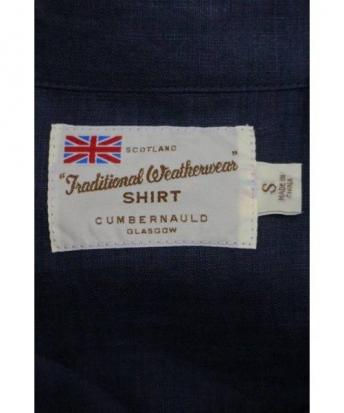 SCOTLAND
"Traditional Weatherwear"
SHIRT
CUMBERNAULD
GLASGOW
S
MADE IN
CHINA